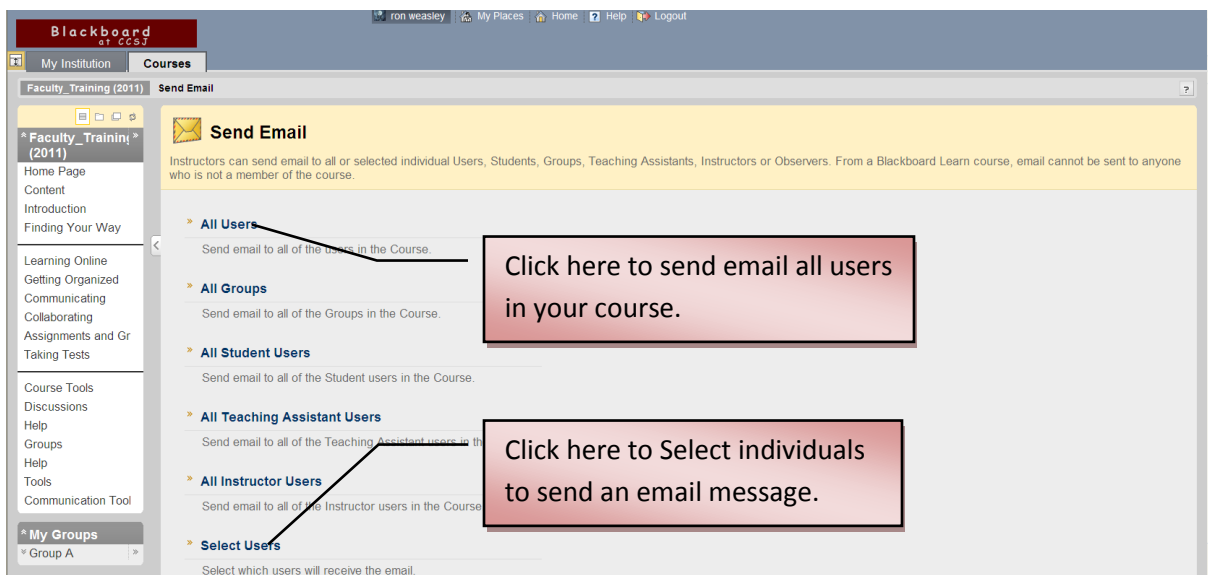 ron weasley My Places Home ? Help Logout
Blackboard
at CCSJ
My Institution Courses
Faculty_Training (2011) Send Email ?
Faculty_Training
(2011)
Home Page
Content
Introduction
Finding Your Way
Learning Online
Getting Organized
Communicating
Collaborating
Assignments and Gr
Taking Tests
Course Tools
Discussions
Help
Groups
Help
Tools
Communication Tool
My Groups
Group A
Send Email
Instructors can send email to all or selected individual Users, Students, Groups, Teaching Assistants, Instructors or Observers. From a Blackboard Learn course, email cannot be sent to anyone
who is not a member of the course.
All Users
Send email to all of the users in the Course.
All Groups
Send email to all of the Groups in the Course.
All Student Users
Send email to all of the Student users in the Course.
All Teaching Assistant Users
Send email to all of the Teaching Assistant users in th
All Instructor Users
Send email to all of the Instructor users in the Course
Select Users
Select which users will receive the email.
Click here to send email all users
in your course.
Click here to Select individuals
to send an email message.